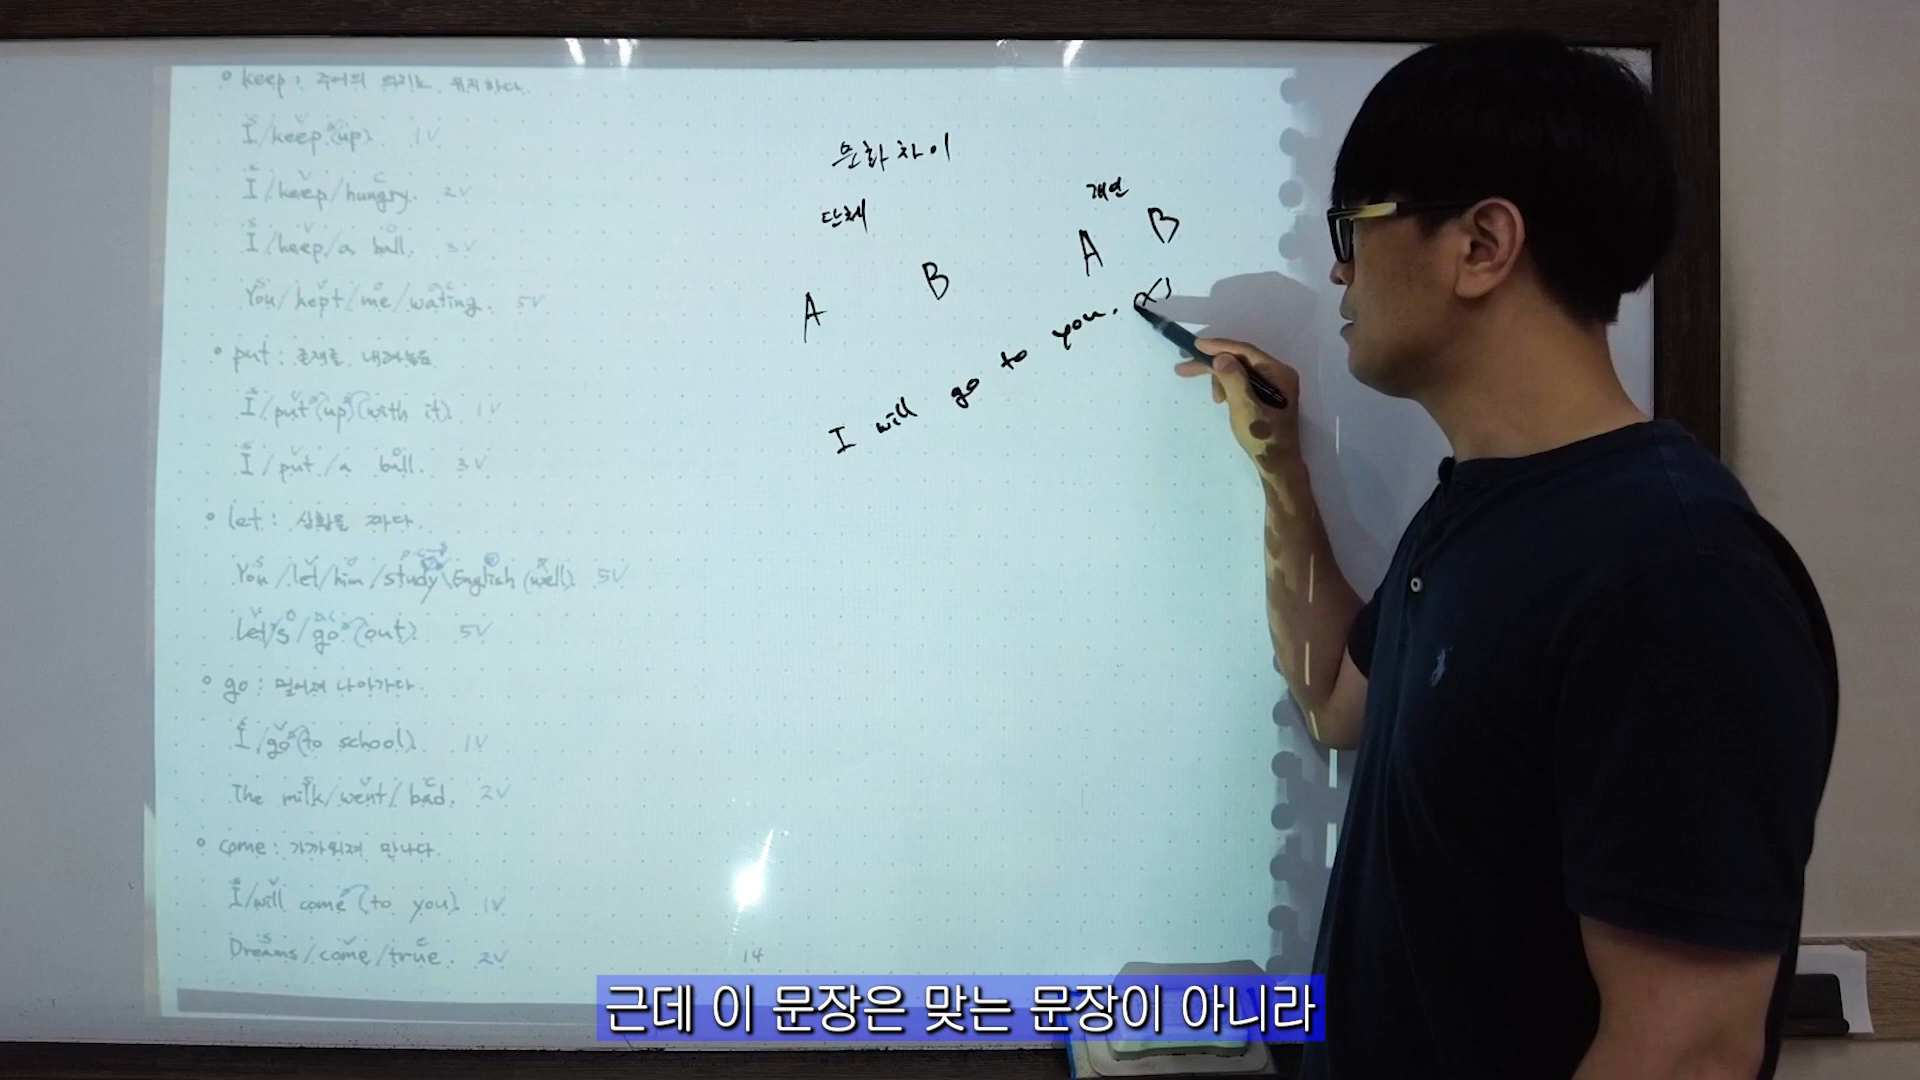 keep: 주어의 의지로 유지하다.
I/keep(up). 1V
I/keep/hungry. 2V
I/keep/a ball. 3V
You/kept/me/wating. 5V
put: 존재를 내려놓음
I/put(up)(with it). 1V
I/put/a ball. 3V
let: 상황을 짜다.
You/let/him/study\English(well). 5V
Let's/go(out). 5V
go: 멀어져 나아가다.
I/go(to school). 1V
The milk/went/bad. 2V
come: 가까워져 만나다.
I/will come(to you). 1V
Dreams/come/true. 2V
14
문화차이
단체
A B
개인
A B
I will go to you. (X)
근데 이 문장은 맞는 문장이 아니라